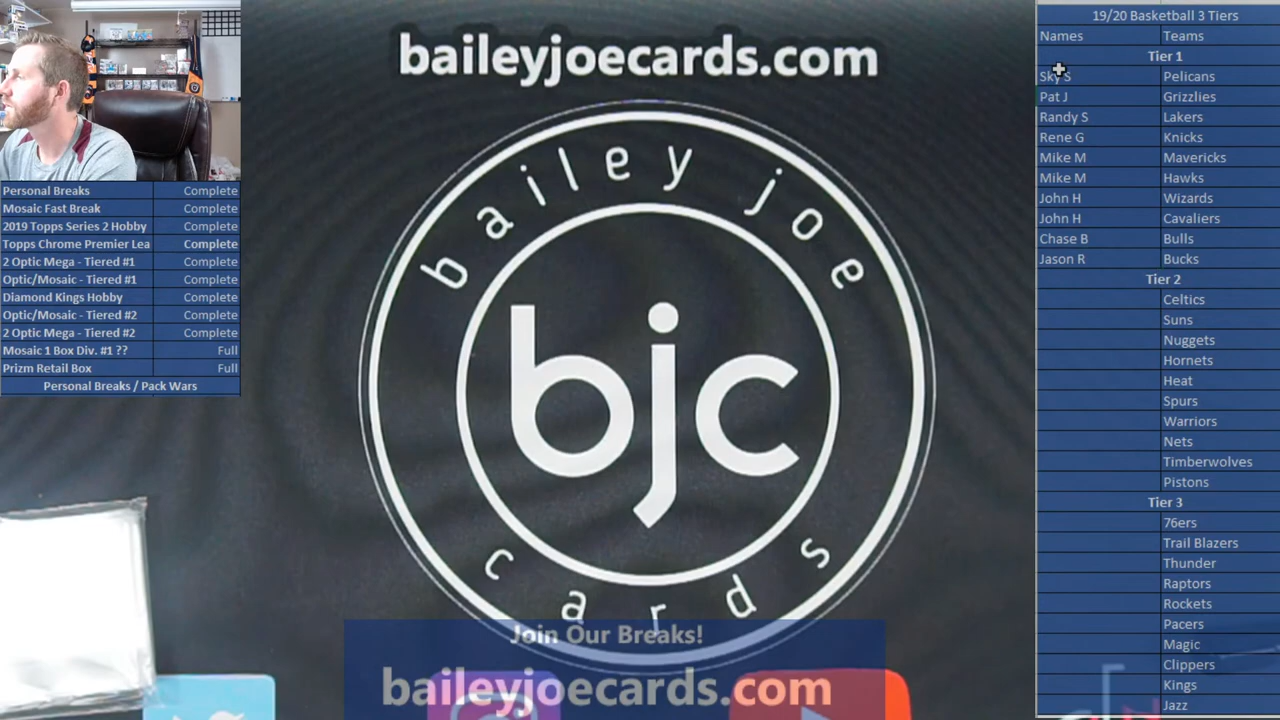 baileyjoecards.com
bailey joe
bjc
cards
Join Our Breaks!
baileyjoecards.com
Personal Breaks Complete
Mosaic Fast Break Complete
2019 Topps Series 2 Hobby Complete
Topps Chrome Premier Lea Complete
2 Optic Mega - Tiered #1 Complete
Optic/Mosaic - Tiered #1 Complete
Diamond Kings Hobby Complete
Optic/Mosaic - Tiered #2 Complete
2 Optic Mega - Tiered #2 Complete
Mosaic 1 Box Div. #1 ?? Full
Prizm Retail Box Full
Personal Breaks / Pack Wars
19/20 Basketball 3 Tiers
Names Teams
Tier 1
Sky S Pelicans
Pat J Grizzlies
Randy S Lakers
Rene G Knicks
Mike M Mavericks
Mike M Hawks
John H Wizards
John H Cavaliers
Chase B Bulls
Jason R Bucks
Tier 2
Celtics
Suns
Nuggets
Hornets
Heat
Spurs
Warriors
Nets
Timberwolves
Pistons
Tier 3
76ers
Trail Blazers
Thunder
Raptors
Rockets
Pacers
Magic
Clippers
Kings
Jazz